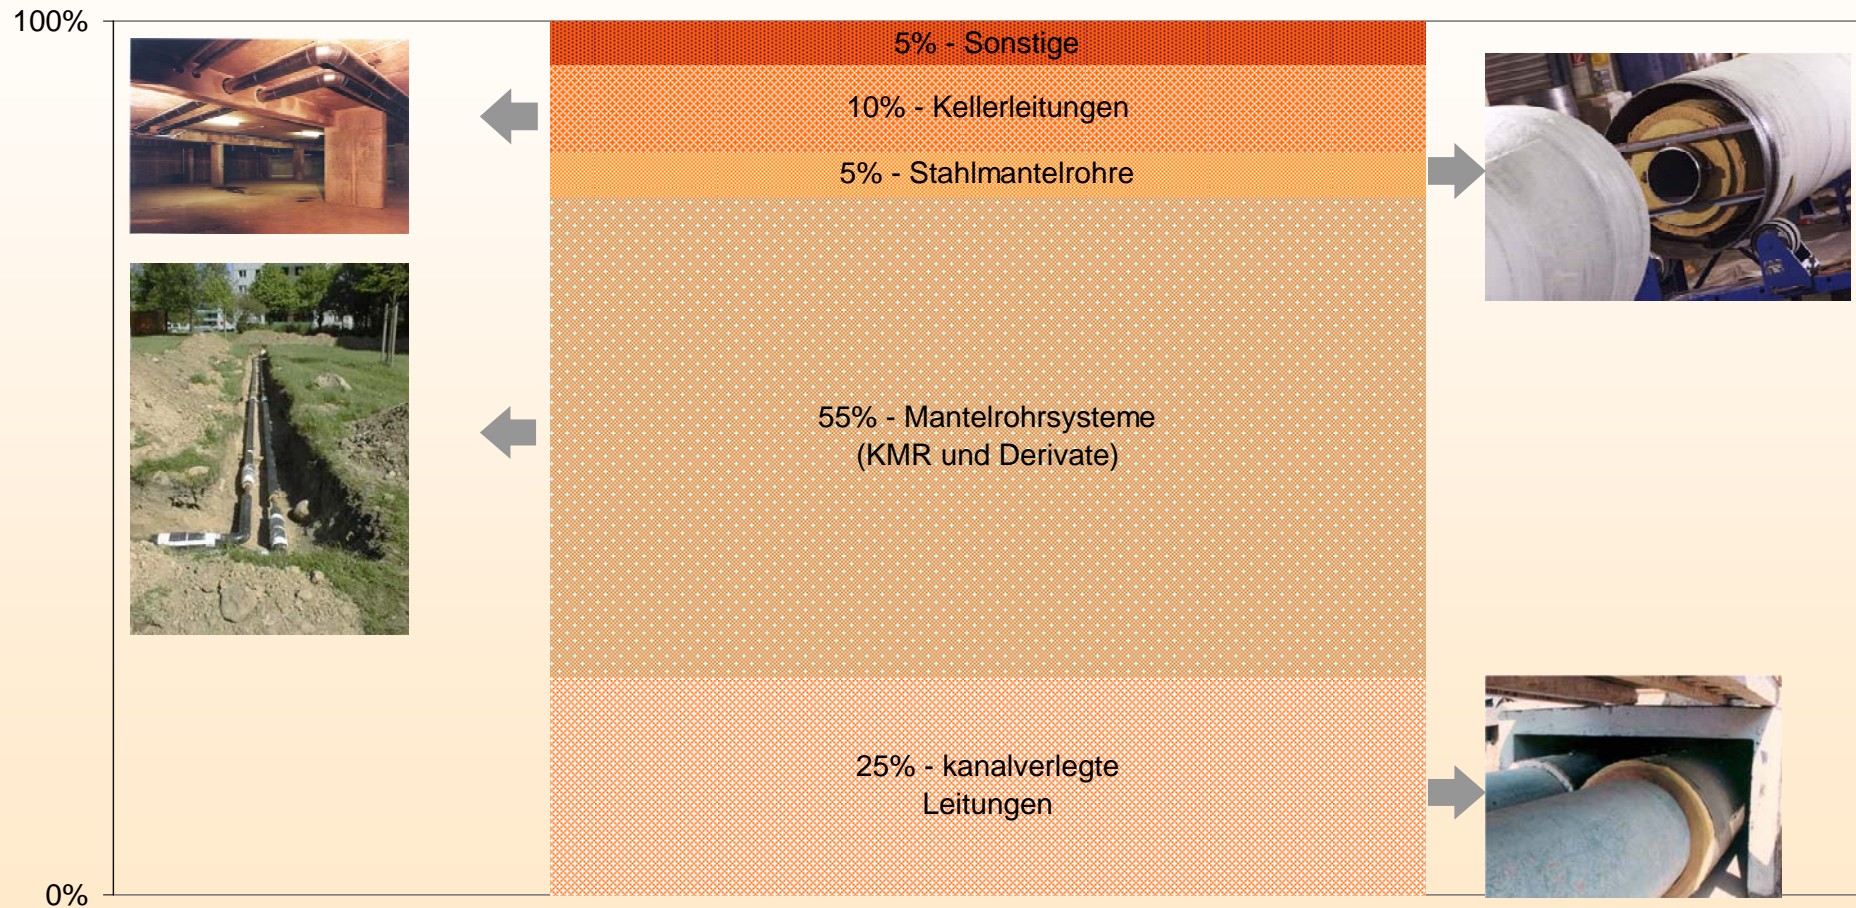 100%
5% - Sonstige
10% - Kellerleitungen
5% - Stahlmantelrohre
55% - Mantelrohrsysteme
(KMR und Derivate)
25% - kanalverlegte
Leitungen
0%